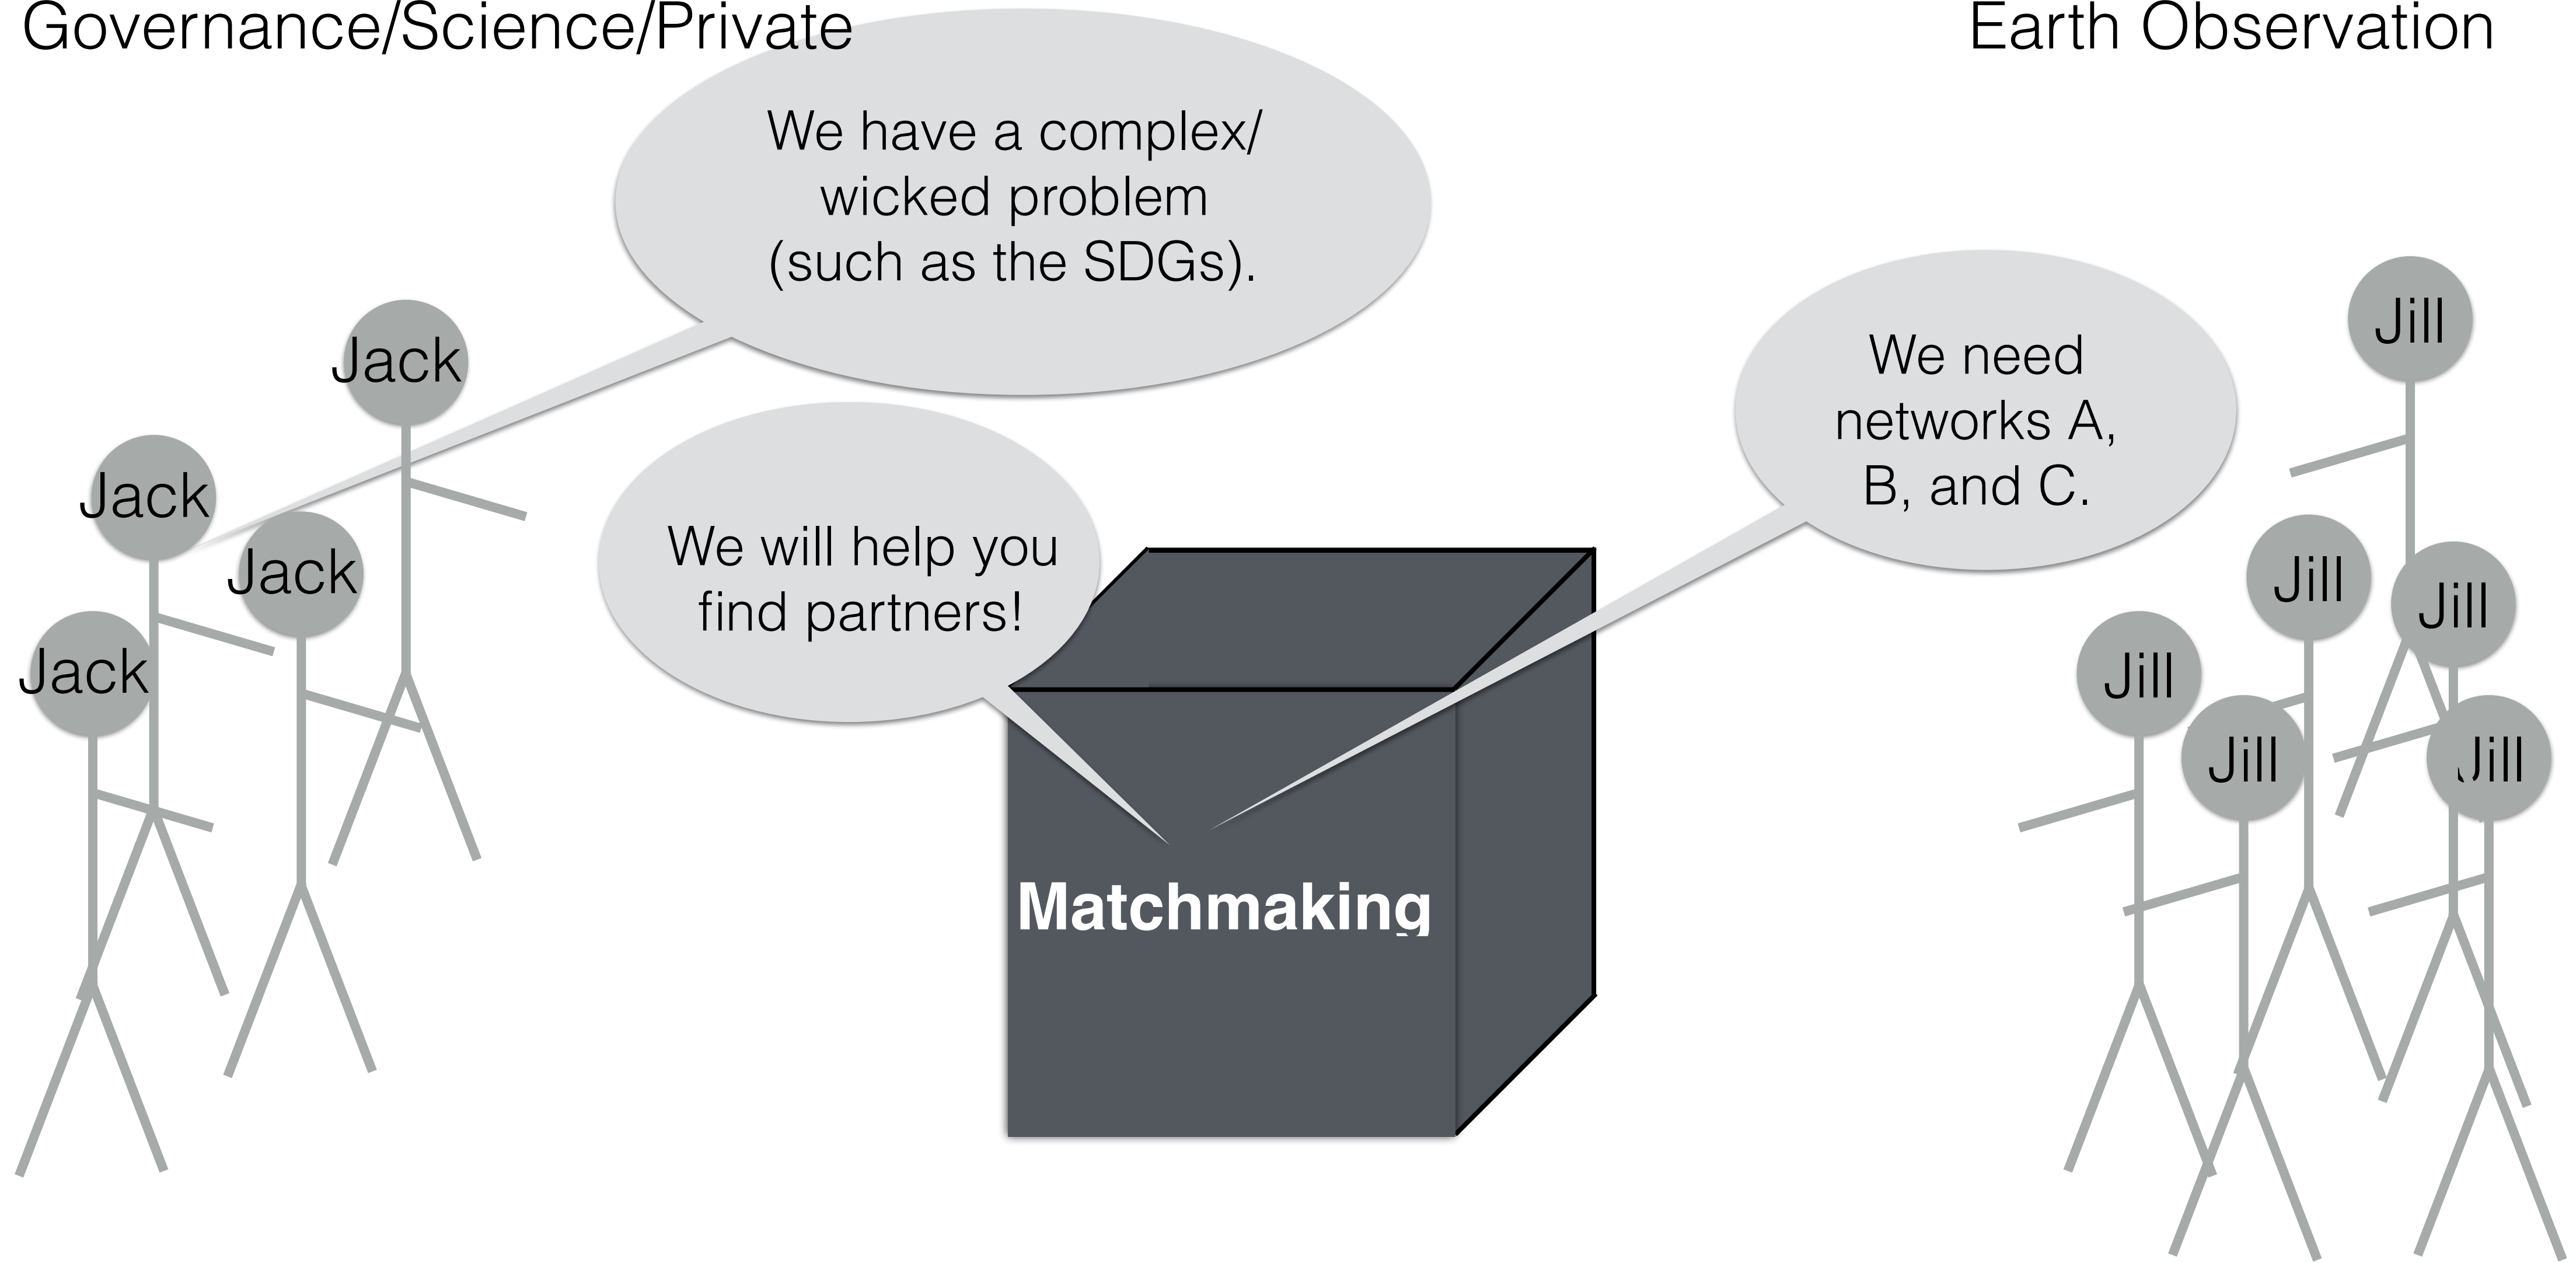 Governance/Science/Private
Earth Observation
We have a complex/
wicked problem
(such as the SDGs).
We need
networks A,
B, and C.
We will help you
find partners!
Jack
Jack
Jack
Jack
Jill
Jill
Jill
Jill
Jill
Jill
Matchmaking